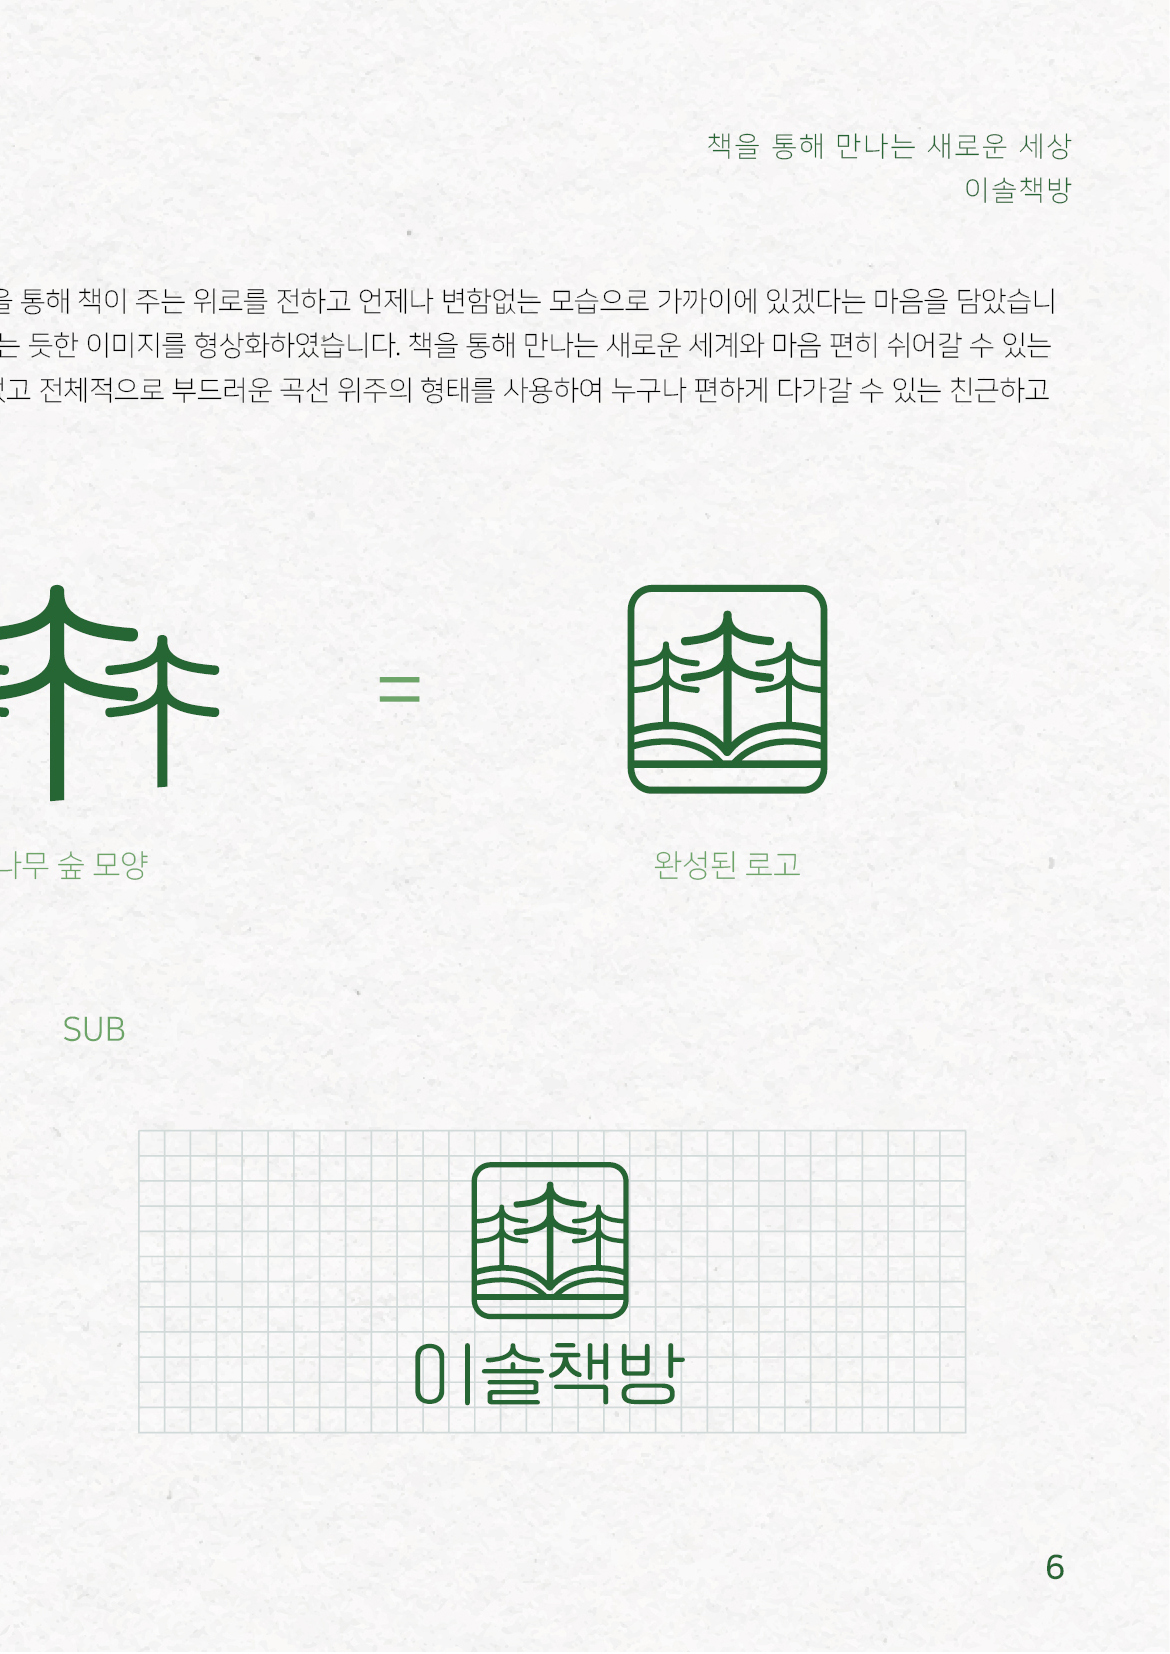 책을 통해 만나는 새로운 세상
이솔책방
을 통해 책이 주는 위로를 전하고 언제나 변함없는 모습으로 가까이에 있겠다는 마음을 담았습니
는 듯한 이미지를 형상화하였습니다. 책을 통해 만나는 새로운 세계와 마음 편히 쉬어갈 수 있는
고 전체적으로 부드러운 곡선 위주의 형태를 사용하여 누구나 편하게 다가갈 수 있는 친근하고
=
나무 숲 모양
완성된 로고
SUB
이솔책방
6